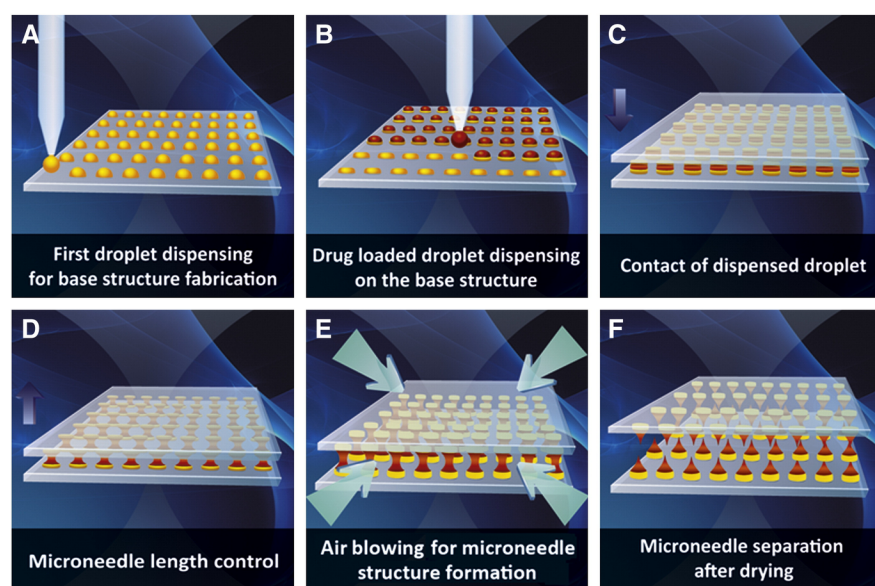 A
First droplet dispensing
for base structure fabrication
B
Drug loaded droplet dispensing
on the base structure
C
Contact of dispensed droplet
D
Microneedle length control
E
Air blowing for microneedle
structure formation
F
Microneedle separation
after drying